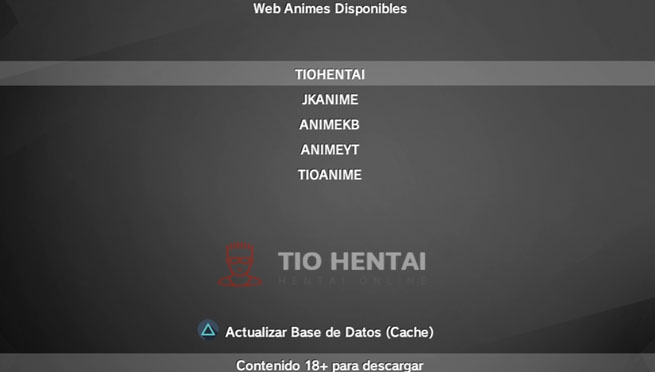 Web Animes Disponibles
TIOHENTAI
JKANIME
ANIMEKB
ANIMEYT
TIOANIME
TIO HENTAI
HENTAI ONLINE
Actualizar Base de Datos (Cache)
Contenido 18+ para descargar